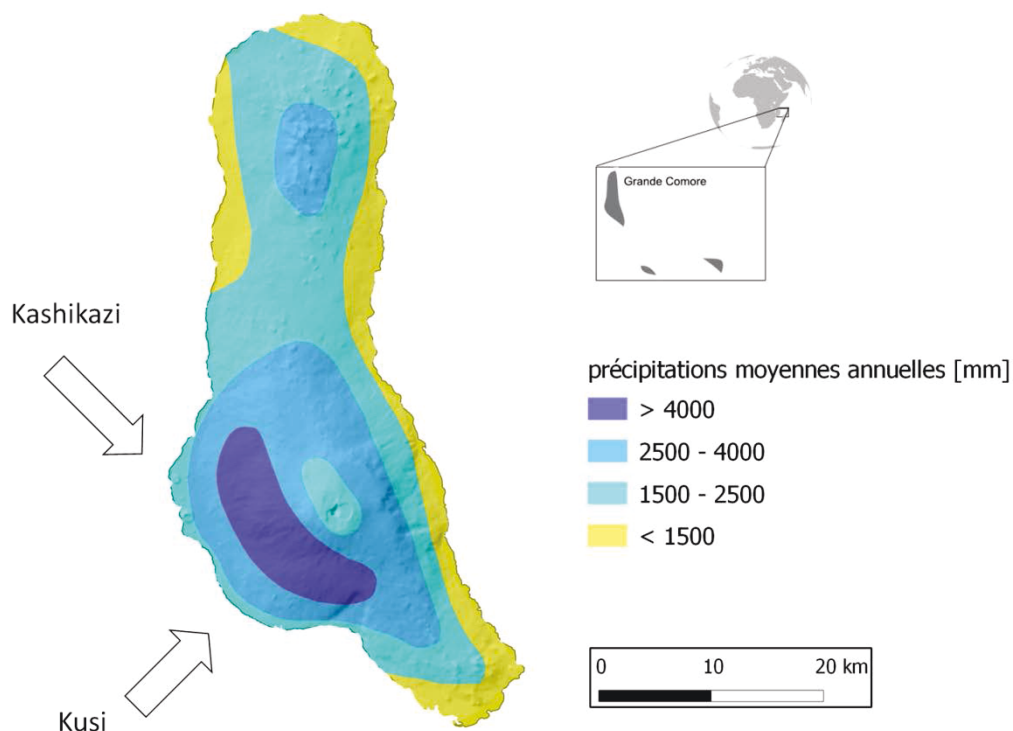 Grande Comore
Kashikazi
précipitations moyennes annuelles [mm]
> 4000
2500 - 4000
1500 - 2500
< 1500
0 10 20 km
Kusi